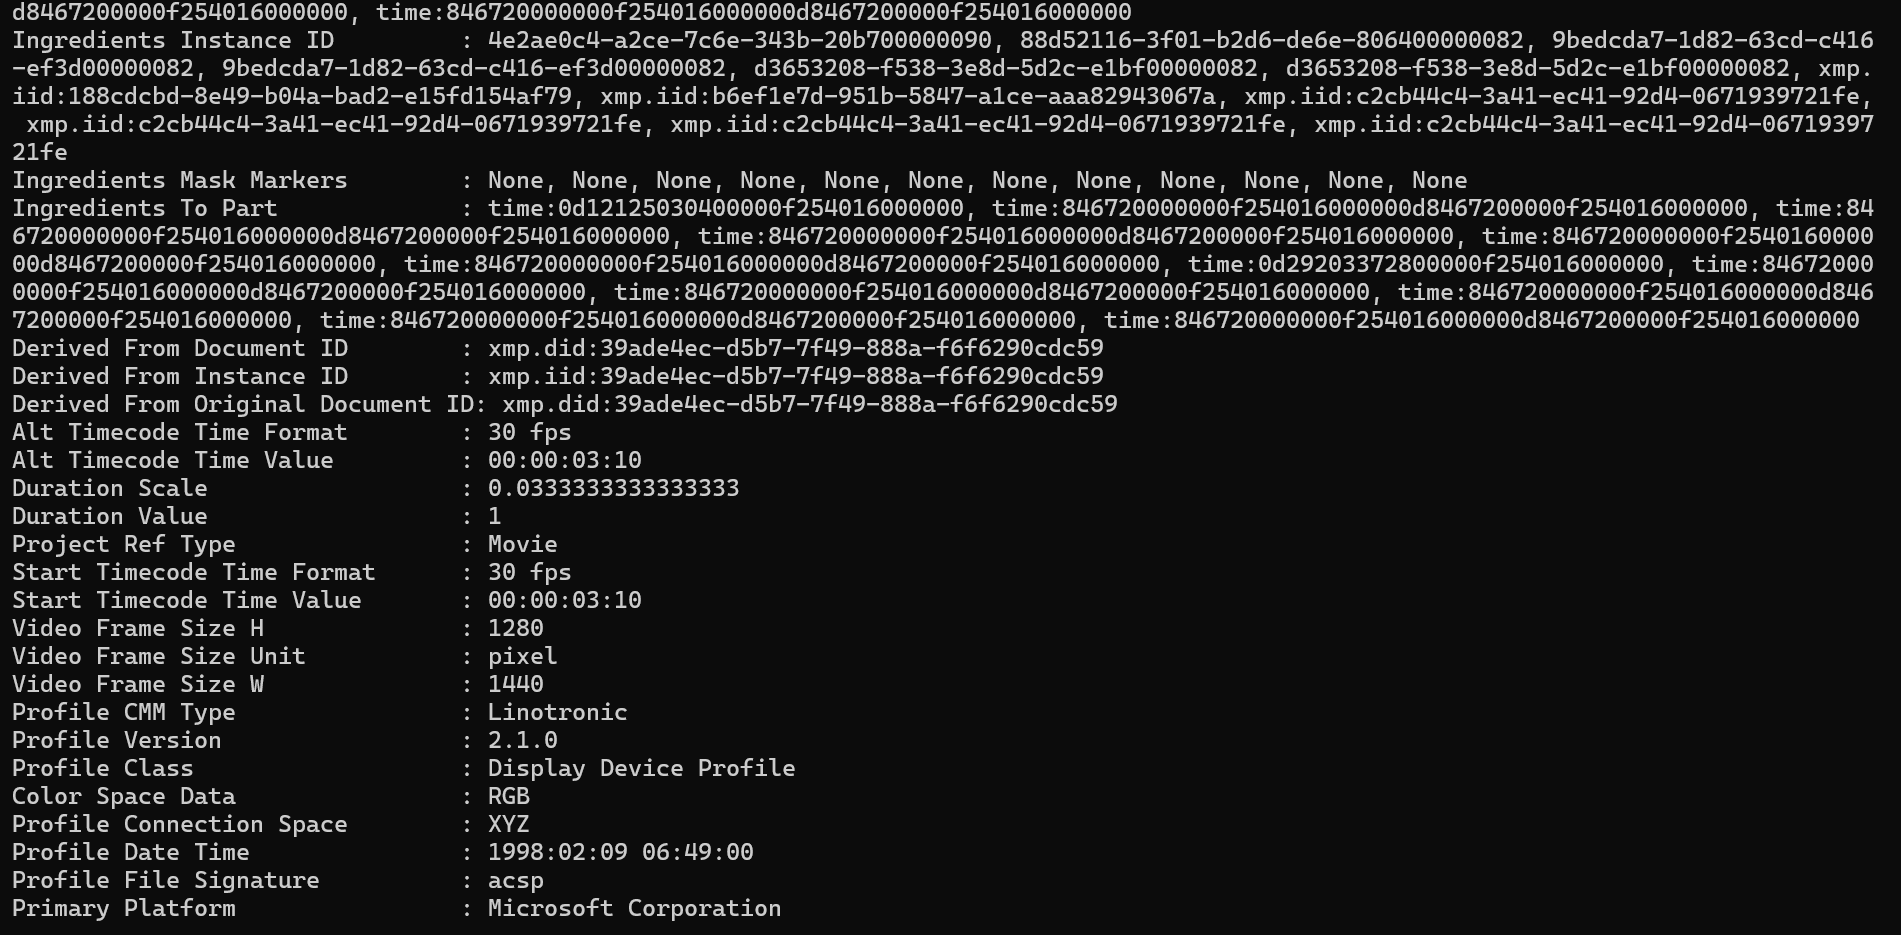 d8467200000f254016000000, time:846720000000f254016000000d8467200000f254016000000
Ingredients Instance ID         : 4e2ae0c4-a2ce-7c6e-343b-20b700000090, 88d52116-3f01-b2d6-de6e-806400000082, 9bedcda7-1d82-63cd-c416
-ef3d00000082, 9bedcda7-1d82-63cd-c416-ef3d00000082, d3653208-f538-3e8d-5d2c-e1bf00000082, d3653208-f538-3e8d-5d2c-e1bf00000082, xmp.
iid:188cdcbd-8e49-b04a-bad2-e15fd154af79, xmp.iid:b6ef1e7d-951b-5847-a1ce-aaa82943067a, xmp.iid:c2cb44c4-3a41-ec41-92d4-0671939721fe,
 xmp.iid:c2cb44c4-3a41-ec41-92d4-0671939721fe, xmp.iid:c2cb44c4-3a41-ec41-92d4-0671939721fe, xmp.iid:c2cb44c4-3a41-ec41-92d4-06719397
21fe
Ingredients Mask Markers        : None, None, None, None, None, None, None, None, None, None, None, None
Ingredients To Part             : time:0d12125030400000f254016000000, time:846720000000f254016000000d8467200000f254016000000, time:84
6720000000f254016000000d8467200000f254016000000, time:846720000000f254016000000d8467200000f254016000000, time:846720000000f2540160000
00d8467200000f254016000000, time:846720000000f254016000000d8467200000f254016000000, time:0d29203372800000f254016000000, time:84672000
0000f254016000000d8467200000f254016000000, time:846720000000f254016000000d8467200000f254016000000, time:846720000000f254016000000d846
7200000f254016000000, time:846720000000f254016000000d8467200000f254016000000, time:846720000000f254016000000d8467200000f254016000000
Derived From Document ID        : xmp.did:39ade4ec-d5b7-7f49-888a-f6f6290cdc59
Derived From Instance ID        : xmp.iid:39ade4ec-d5b7-7f49-888a-f6f6290cdc59
Derived From Original Document ID: xmp.did:39ade4ec-d5b7-7f49-888a-f6f6290cdc59
Alt Timecode Time Format        : 30 fps
Alt Timecode Time Value         : 00:00:03:10
Duration Scale                  : 0.0333333333333333
Duration Value                  : 1
Project Ref Type                : Movie
Start Timecode Time Format      : 30 fps
Start Timecode Time Value       : 00:00:03:10
Video Frame Size H              : 1280
Video Frame Size Unit           : pixel
Video Frame Size W              : 1440
Profile CMM Type                : Linotronic
Profile Version                 : 2.1.0
Profile Class                   : Display Device Profile
Color Space Data                : RGB
Profile Connection Space        : XYZ
Profile Date Time               : 1998:02:09 06:49:00
Profile File Signature          : acsp
Primary Platform                : Microsoft Corporation